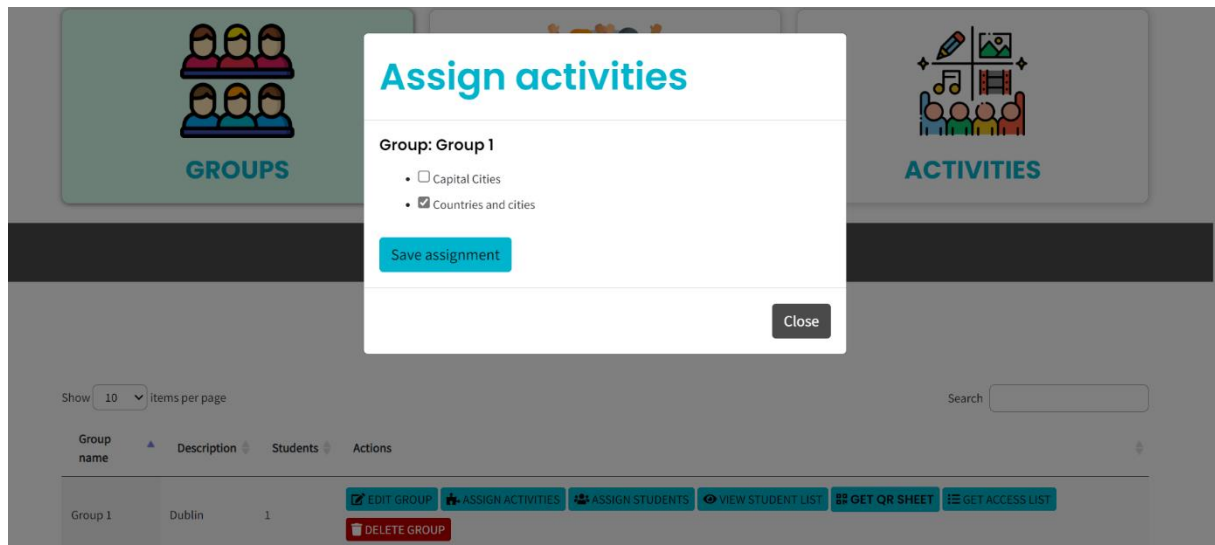 Assign activities
GROUPS
ACTIVITIES
Group: Group 1
Capital Cities
Countries and cities
Save assignment
Close
Show 10 items per page
Search
Group name
Description
Students
Actions
Group 1
Dublin
1
EDIT GROUP
ASSIGN ACTIVITIES
ASSIGN STUDENTS
VIEW STUDENT LIST
GET QR SHEET
GET ACCESS LIST
DELETE GROUP